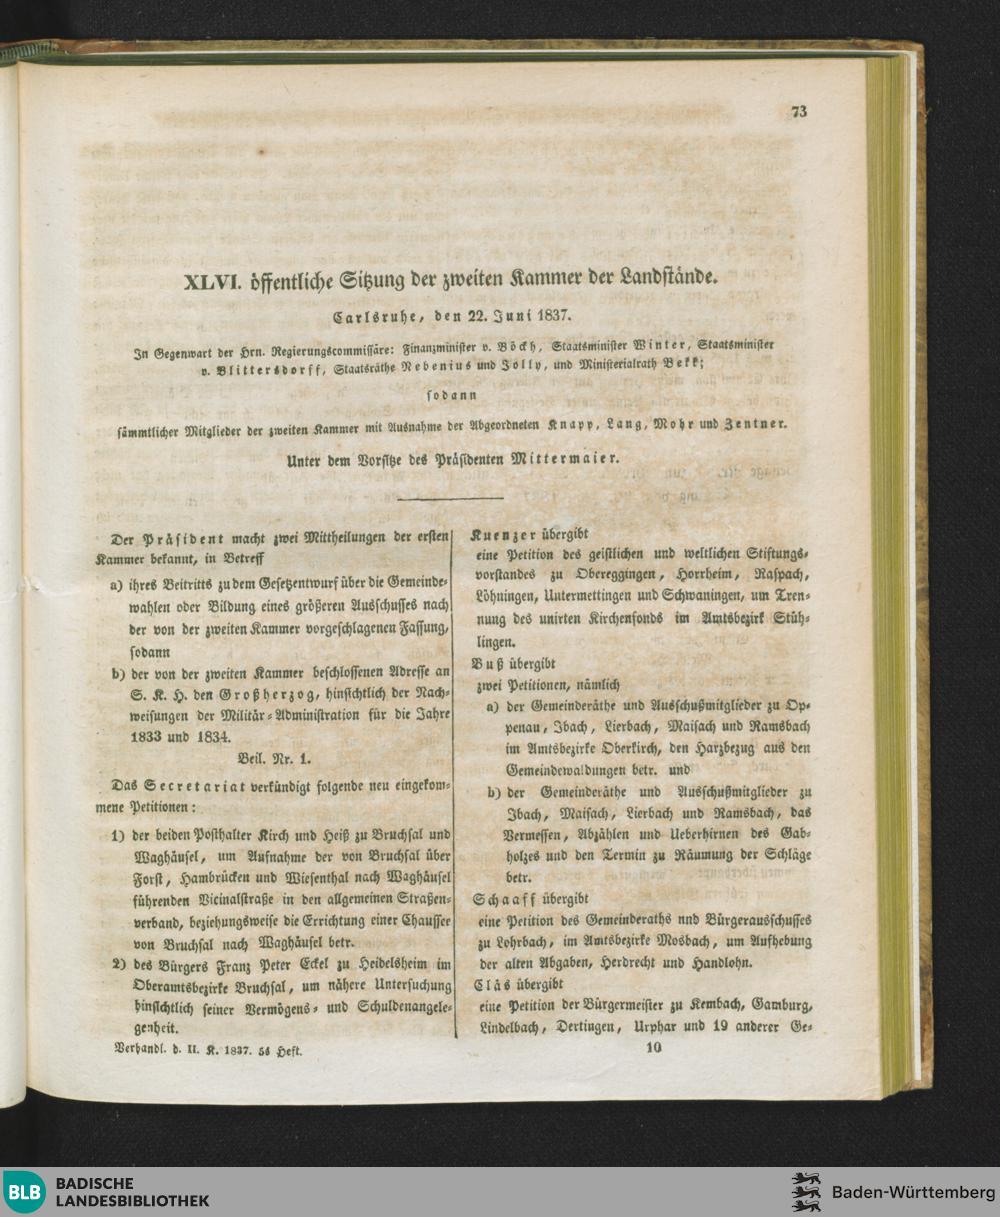 73
XLVI. öffentliche Sitzung der zweiten Kammer der Landstände.
Carlsruhe, den 22. Juni 1837.
In Gegenwart der Hrn. Regierungscommissäre: Finanzminister v. Böckh, Staatsminister Winter, Staatsminister
v. Blittersdorff, Staatsräthe Nebenius und Jolly, und Ministerialrath Bekk;
sodann
sämmtlicher Mitglieder der zweiten Kammer mit Ausnahme der Abgeordneten Knapp, Lang, Mohr und Zentner.
Unter dem Vorsitze des Präsidenten Mittermaier.
Der Präsident macht zwei Mittheilungen der ersten
Kammer bekannt, in Betreff
a) ihres Beitritts zu dem Gesetzentwurf über die Gemeinde-
wahlen oder Bildung eines größeren Ausschusses nach
der von der zweiten Kammer vorgeschlagenen Fassung,
sodann
b) der von der zweiten Kammer beschlossenen Adresse an
S. K. H. den Großherzog, hinsichtlich der Nach-
weisungen der Militär-Administration für die Jahre
1833 und 1834.
Beil. Nr. 1.
Das Secretariat verkündigt folgende neu eingekom-
mene Petitionen:
1) der beiden Posthalter Kirch und Heiß zu Bruchsal und
Waghäusel, um Aufnahme der von Bruchsal über
Forst, Hambrücken und Wiesenthal nach Waghäusel
führenden Vicinalstraße in den allgemeinen Straßen-
verband, beziehungsweise die Errichtung einer Chaussee
von Bruchsal nach Waghäusel betr.
2) des Bürgers Franz Peter Eckel zu Heidelsheim im
Oberamtsbezirke Bruchsal, um nähere Untersuchung
hinsichtlich seiner Vermögens- und Schuldenangele-
genheit.
Verhandl. d. II. K. 1837. 5s Heft.
Kuenzer übergibt
eine Petition des geistlichen und weltlichen Stiftungs-
vorstandes zu Obereggingen, Horrheim, Raspach,
Löhningen, Untermettingen und Schwaningen, um Tren-
nung des unirten Kirchenfonds im Amtsbezirk Stüh-
lingen.
Buß übergibt
zwei Petitionen, nämlich
a) der Gemeinderäthe und Ausschußmitglieder zu Op-
penau, Ibach, Lierbach, Maisach und Ramsbach
im Amtsbezirke Oberkirch, den Harzbezug aus den
Gemeindewaldungen betr. und
b) der Gemeinderäthe und Ausschußmitglieder zu
Ibach, Maisach, Lierbach und Ramsbach, das
Vermessen, Abzählen und Ueberhirnen des Gab-
holzes und den Termin zu Räumung der Schläge
betr.
Schaaff übergibt
eine Petition des Gemeinderaths nnd Bürgerausschusses
zu Lohrbach, im Amtsbezirke Mosbach, um Aufhebung
der alten Abgaben, Herdrecht und Handlohn.
Cläs übergibt
eine Petition der Bürgermeister zu Kembach, Gamburg,
Lindelbach, Dertingen, Urphar und 19 anderer Ge-
10
BLB BADISCHE
LANDESBIBLIOTHEK
Baden-Württemberg